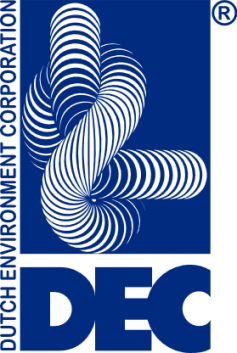 DUTCH ENVIRONMENT CORPORATION
®
DEC